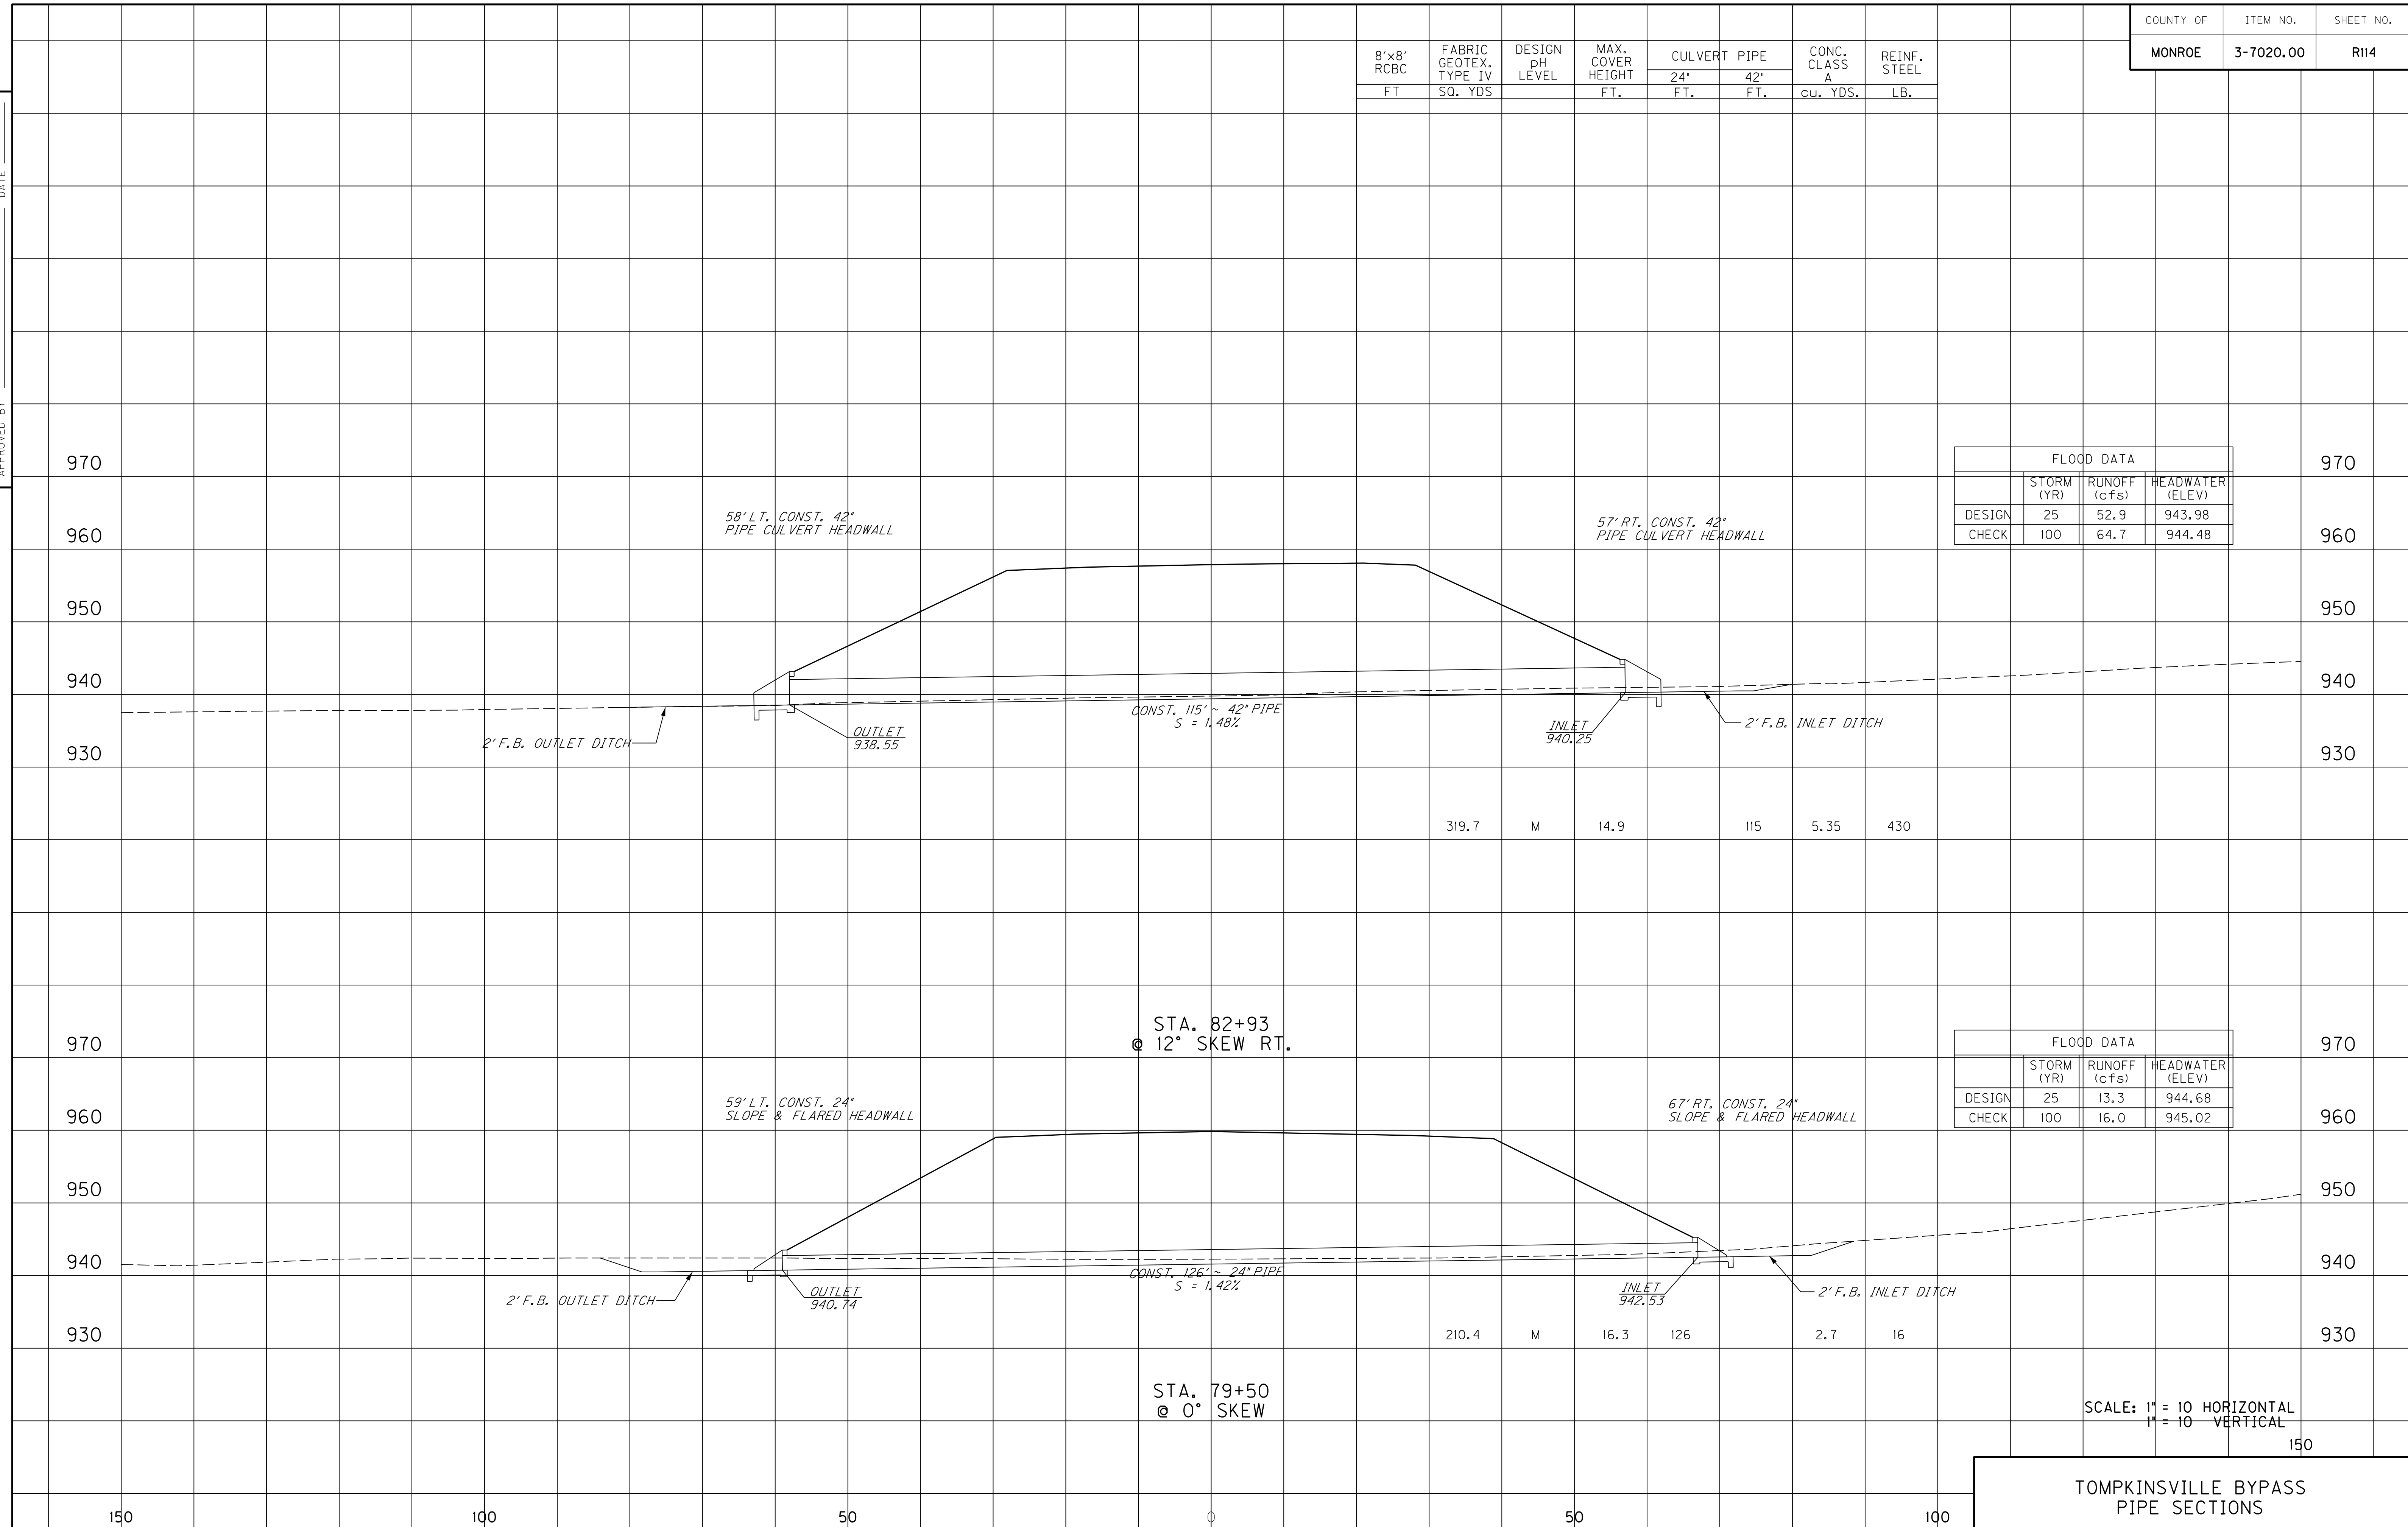 COUNTY OF ITEM NO. SHEET NO.
MONROE 3-7020.00 R114
8'x8' RCBC FABRIC GEOTEX. TYPE IV DESIGN pH LEVEL MAX. COVER HEIGHT CULVERT PIPE CONC. CLASS A REINF. STEEL
24" 42"
FT SQ. YDS FT. FT. FT. cu. YDS. LB.
DATE
APPROVED BY
970 970
FLOOD DATA
STORM (YR) RUNOFF (cfs) HEADWATER (ELEV)
DESIGN 25 52.9 943.98
CHECK 100 64.7 944.48
58' LT. CONST. 42"
PIPE CULVERT HEADWALL
57' RT. CONST. 42"
PIPE CULVERT HEADWALL
960 960
950 950
940 940
CONST. 115' ~ 42" PIPE
S = 1.48%
2' F.B. OUTLET DITCH
OUTLET
938.55
INLET
940.25
2' F.B. INLET DITCH
930 930
319.7 M 14.9 115 5.35 430
STA. 82+93
@ 12° SKEW RT.
970 970
FLOOD DATA
STORM (YR) RUNOFF (cfs) HEADWATER (ELEV)
DESIGN 25 13.3 944.68
CHECK 100 16.0 945.02
59' LT. CONST. 24"
SLOPE & FLARED HEADWALL
67' RT. CONST. 24"
SLOPE & FLARED HEADWALL
960 960
950 950
940 940
CONST. 126' ~ 24" PIPE
S = 1.42%
2' F.B. OUTLET DITCH
OUTLET
940.74
INLET
942.53
2' F.B. INLET DITCH
930 930
210.4 M 16.3 126 2.7 16
STA. 79+50
@ 0° SKEW
SCALE: 1" = 10 HORIZONTAL
1" = 10 VERTICAL
150
TOMPKINSVILLE BYPASS
PIPE SECTIONS
150 100 50 0 50 100